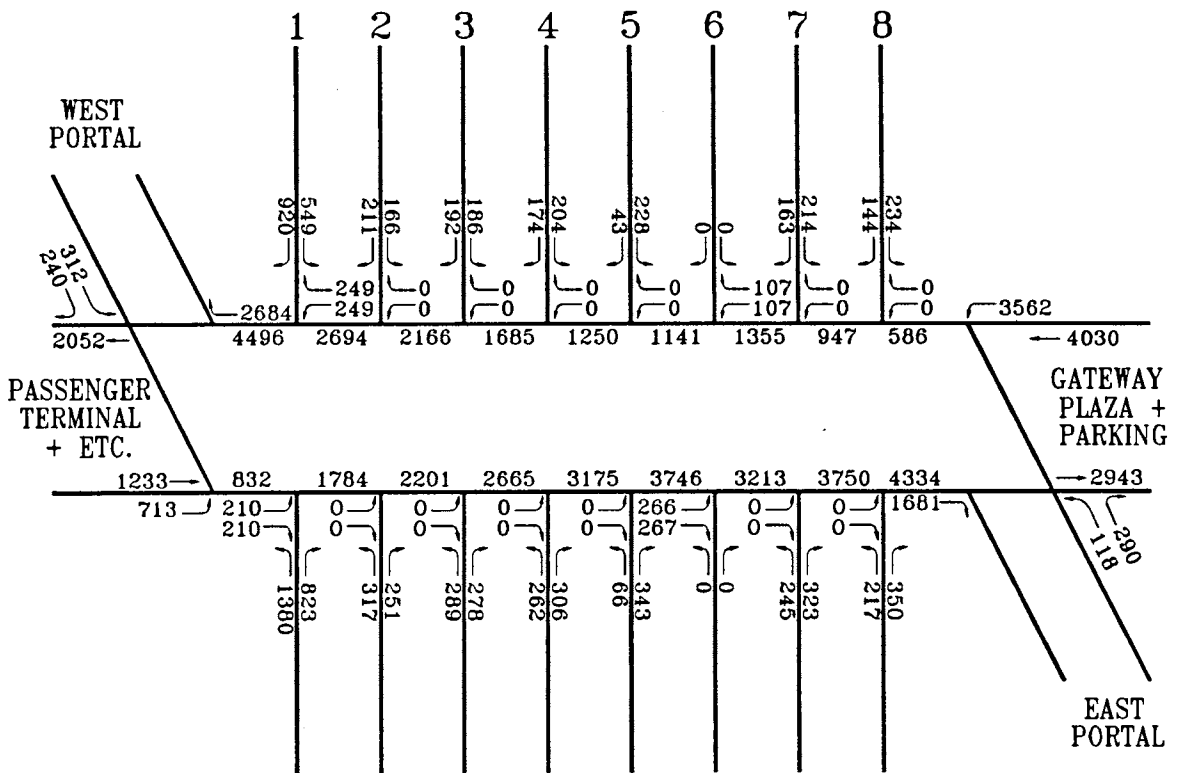 1 2 3 4 5 6 7 8
WEST
PORTAL
920 549 211 166 192 186 174 204 43 228 0 0 163 214 144 234
312
240
249 0 0 0 0 107 0 0
249 0 0 0 0 107 0 0
2684 3562
2052 4496 2694 2166 1685 1250 1141 1355 947 586 4030
PASSENGER
TERMINAL
+ ETC.
GATEWAY
PLAZA +
PARKING
1233 832 1784 2201 2665 3175 3746 3213 3750 4334 2943
713 210 0 0 0 0 266 0 0 1681
210 0 0 0 0 267 0 0
290
118
1380 823 317 251 289 278 262 306 66 343 0 0 245 323 217 350
EAST
PORTAL